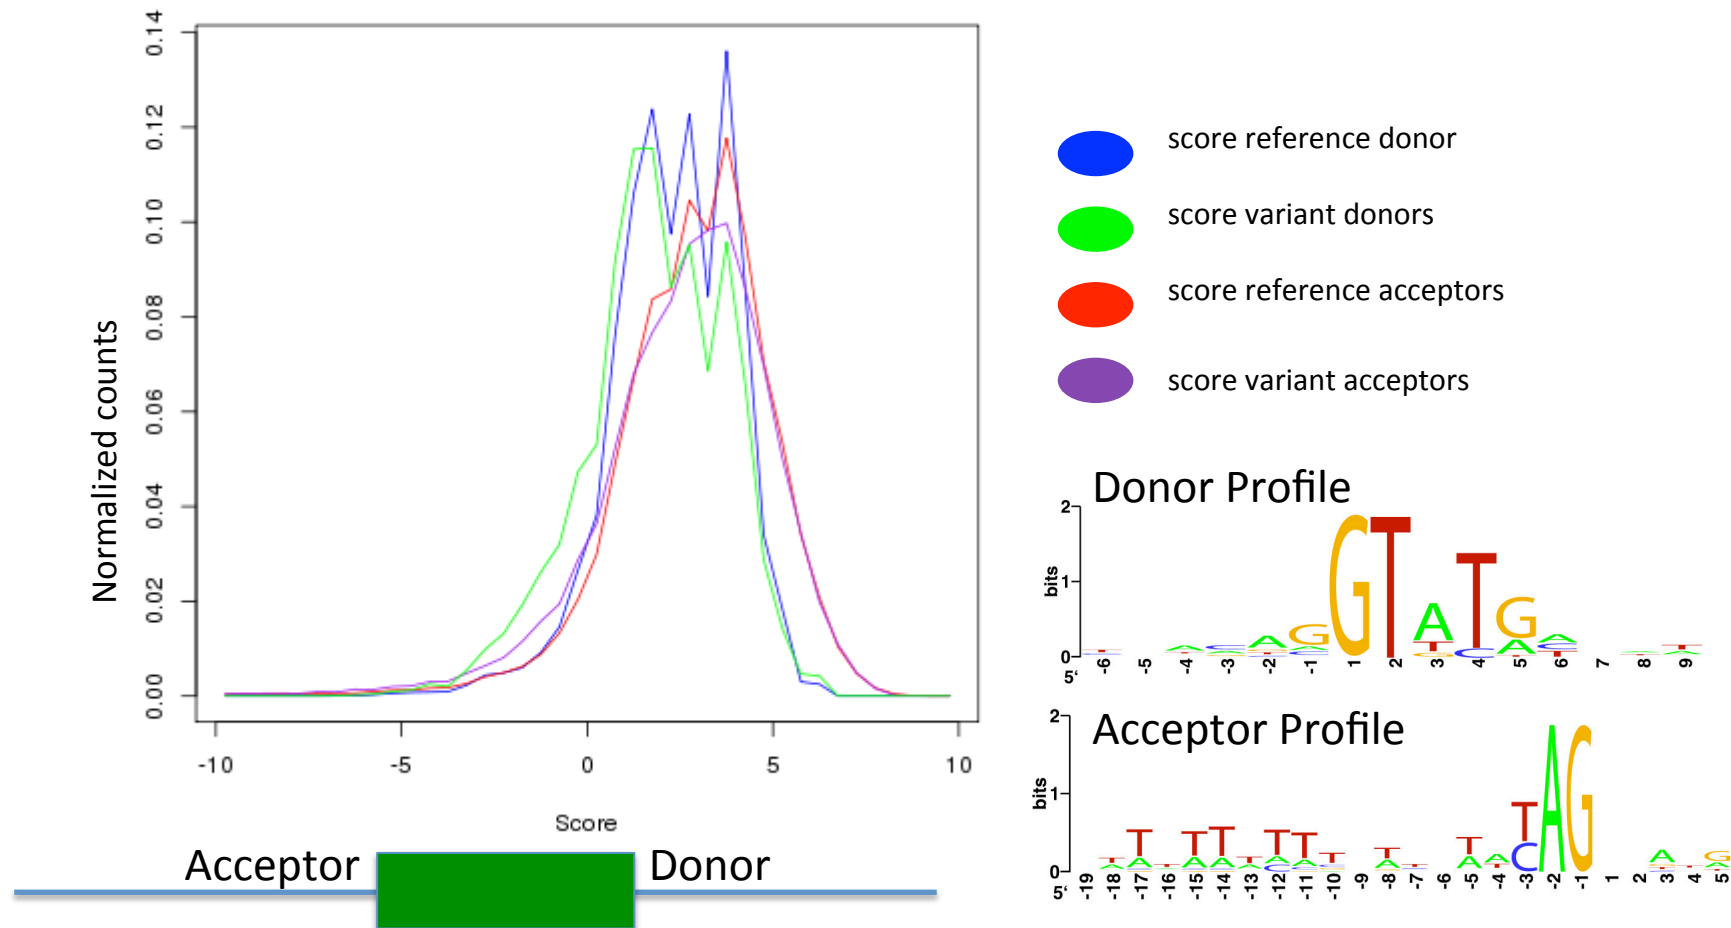 0.14
0.12
0.10
0.08
0.06
0.04
0.02
0.00
Normalized counts
-10 -5 0 5 10
Score
Acceptor Donor
score reference donor
score variant donors
score reference acceptors
score variant acceptors
Donor Profile
2
1
0
bits
GTATG
5' -6 -5 -4 -3 -2 -1 1 2 3 4 5 6 7 8 9
Acceptor Profile
2
1
0
bits
TAG
5' -19 -18 -17 -16 -15 -14 -13 -12 -11 -10 -9 -8 -7 -6 -5 -4 -3 -2 -1 1 2 3 4 5